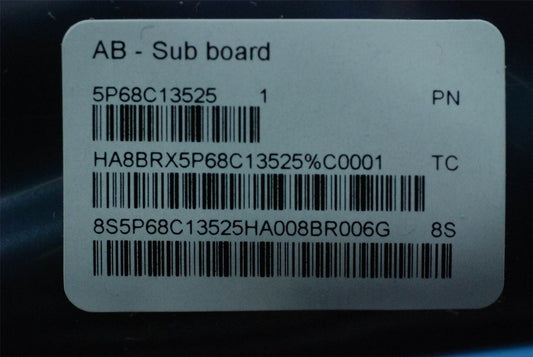 AB - Sub board
5P68C13525 1 PN
HA8BRX5P68C13525%C0001 TC
8S5P68C13525HA008BR006G 8S